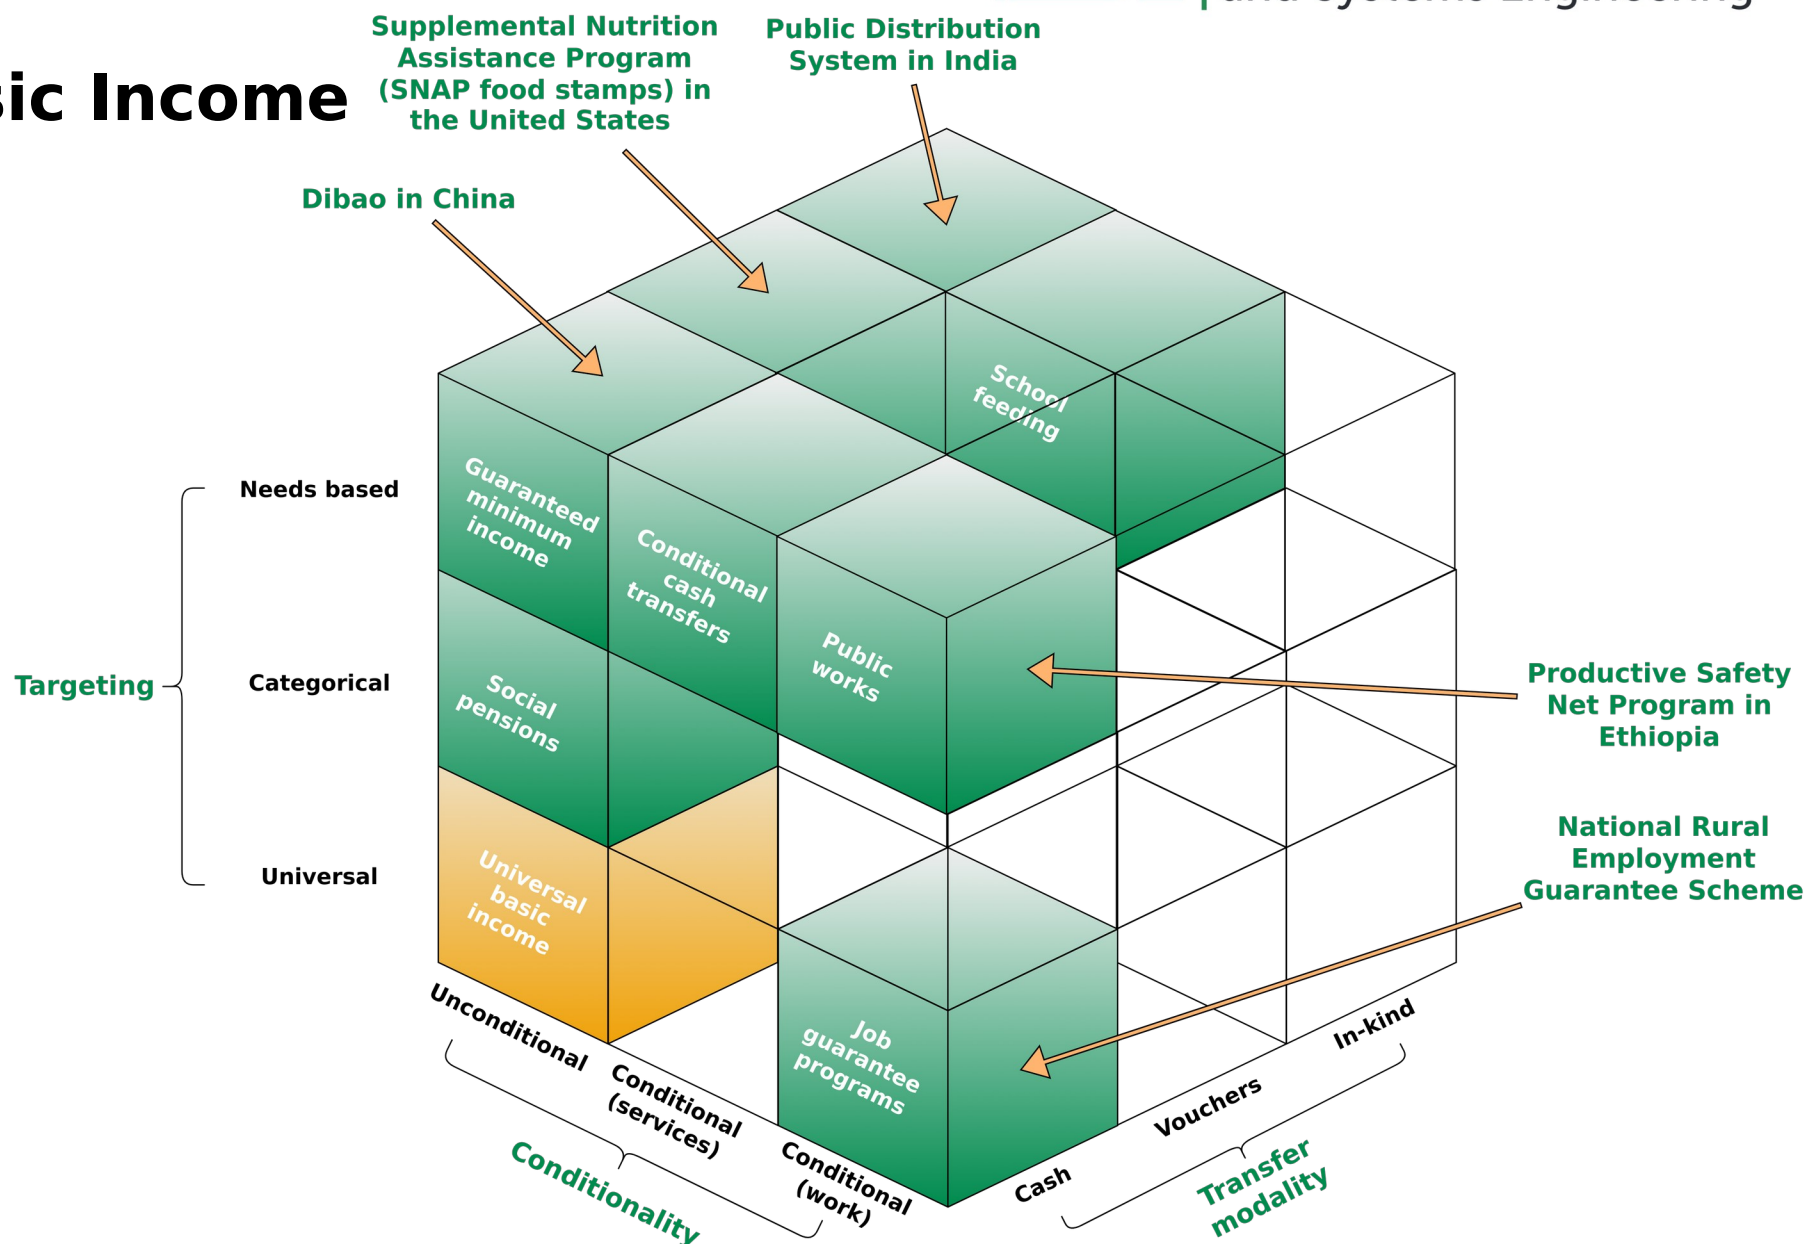 and Systems Engineering
sic Income
Supplemental Nutrition
Assistance Program
(SNAP food stamps) in
the United States
Public Distribution
System in India
Dibao in China
School
feeding
Needs based
Guaranteed
minimum
income
Conditional
cash
transfers
Public
works
Targeting
Categorical
Social
pensions
Productive Safety
Net Program in
Ethiopia
Universal
Universal
basic
income
National Rural
Employment
Guarantee Scheme
Job
guarantee
programs
Unconditional
Conditional
(services)
Conditional
(work)
Cash
Vouchers
In-kind
Conditionality
Transfer
modality